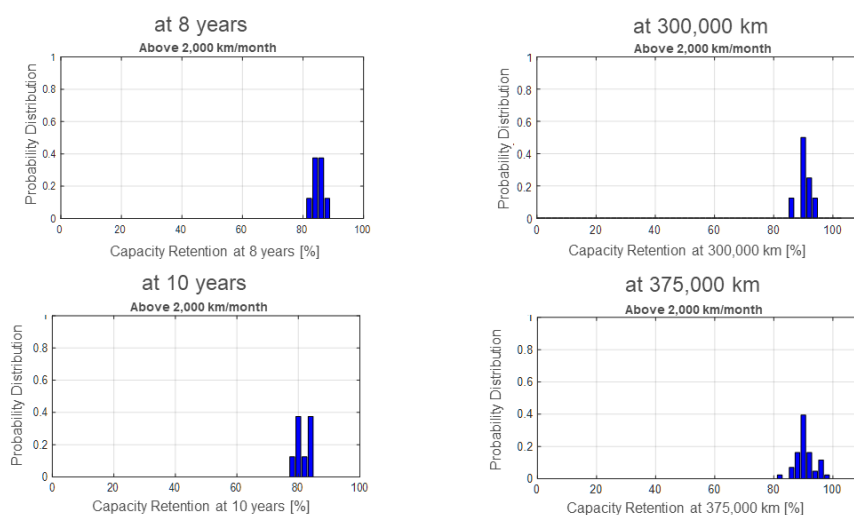 at 8 years
Above 2,000 km/month
Probability Distribution
1
0.8
0.6
0.4
0.2
0
0 20 40 60 80 100
Capacity Retention at 8 years [%]
at 300,000 km
Above 2,000 km/month
Probability Distribution
1
0.8
0.6
0.4
0.2
0
0 20 40 60 80 100
Capacity Retention at 300,000 km [%]
at 10 years
Above 2,000 km/month
Probability Distribution
0.8
0.6
0.4
0.2
0
0 20 40 60 80 100
Capacity Retention at 10 years [%]
at 375,000 km
Above 2,000 km/month
Probability Distribution
0.8
0.6
0.4
0.2
0
0 20 40 60 80 100
Capacity Retention at 375,000 km [%]